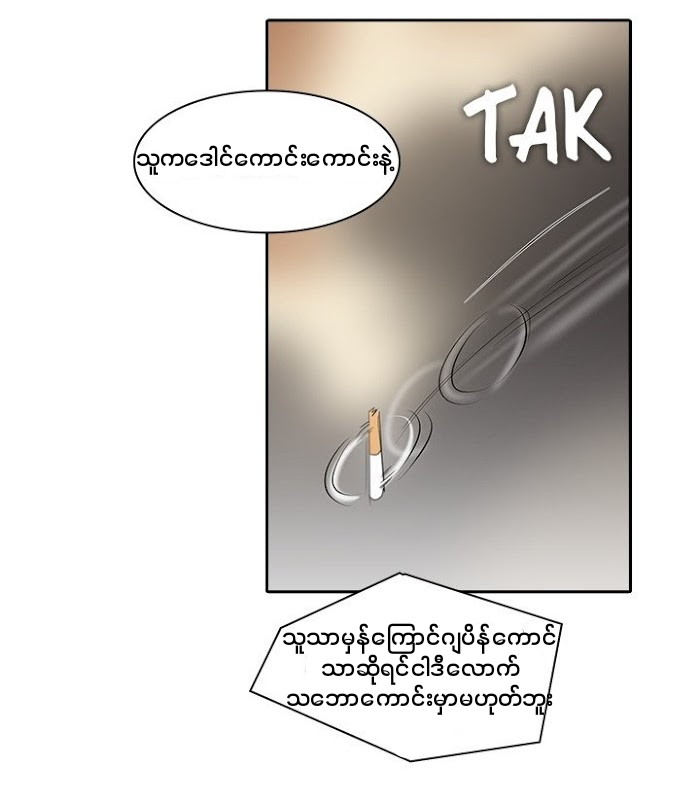 TAK
သူကဒေါင်ကောင်းကောင်းနဲ့
သူသာမှန်ကြောင်ဂျပိန်ကောင်
သာဆိုရင်ငါဒီလောက်
သဘောကောင်းမှာမဟုတ်ဘူး